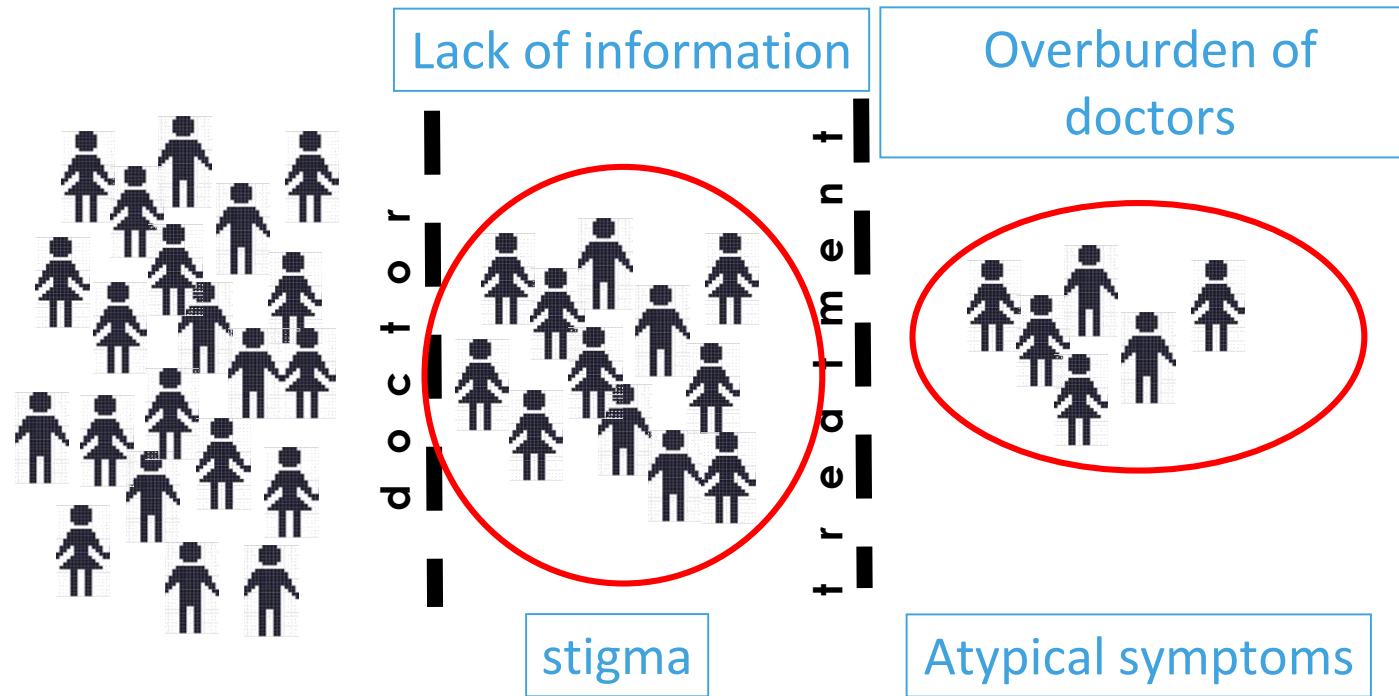 Lack of information
Overburden of
doctors
doctor
treatment
stigma
Atypical symptoms